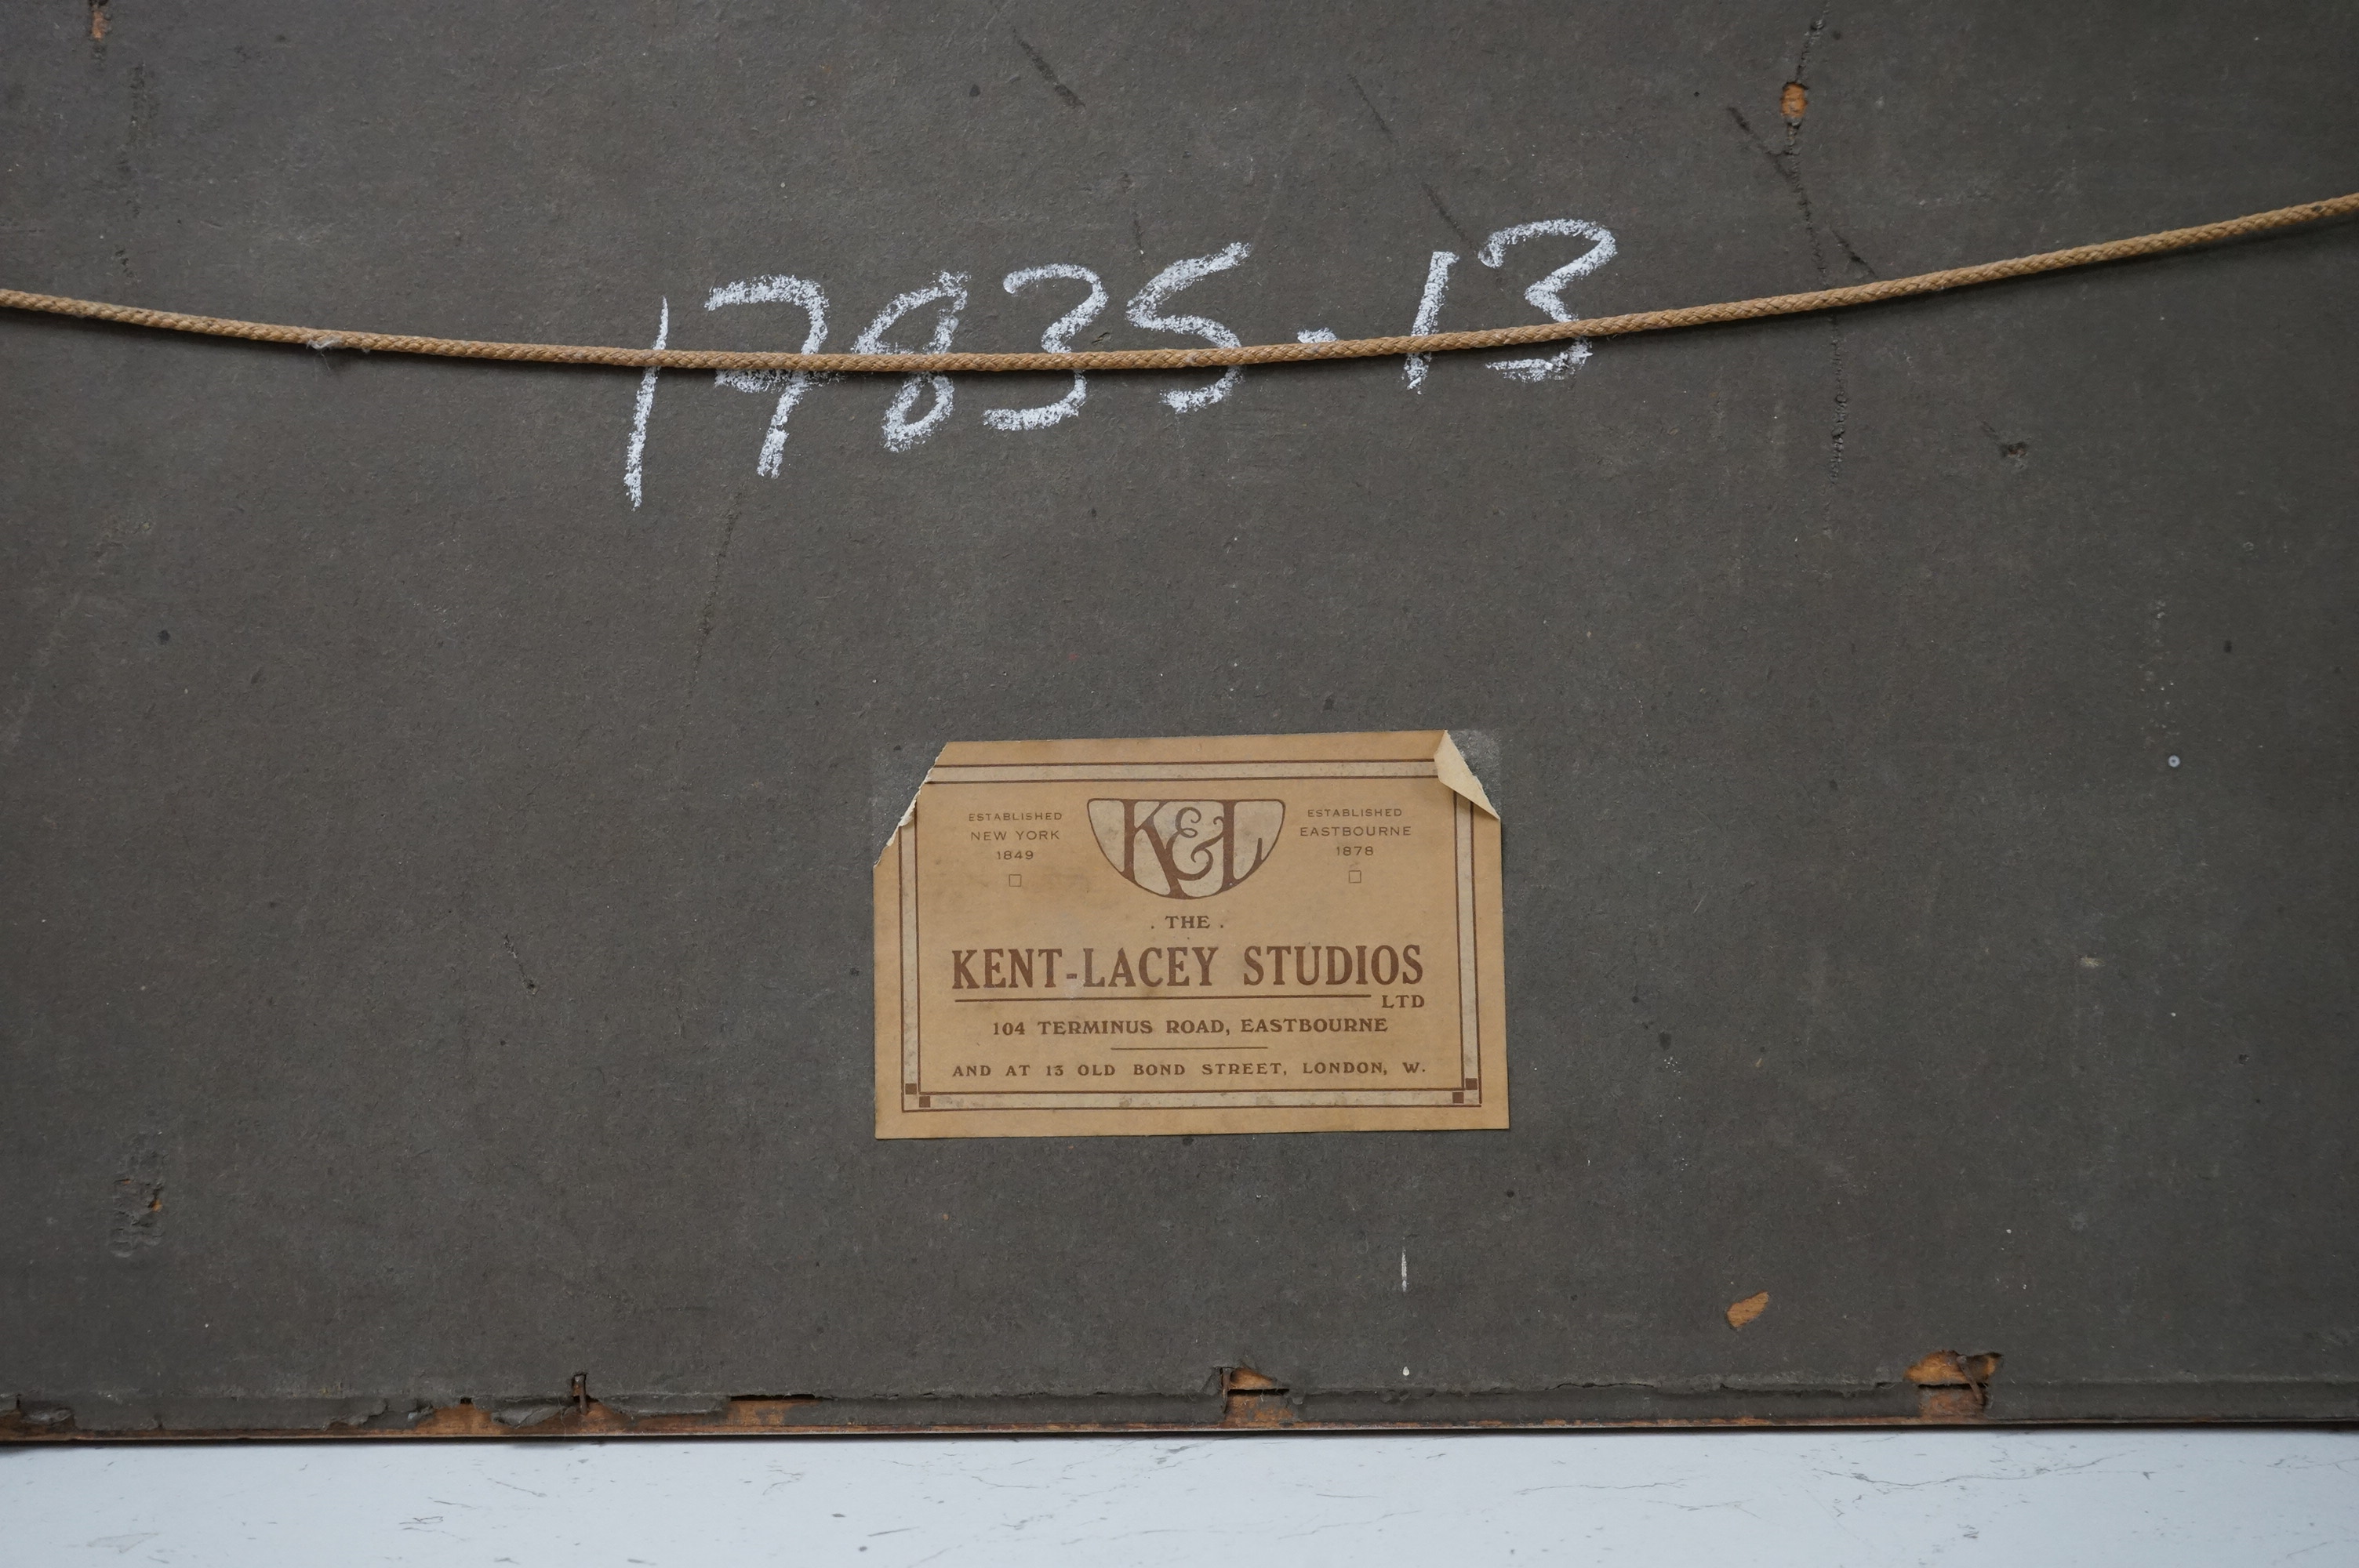 17835.13
ESTABLISHED
NEW YORK
1849
K&L
ESTABLISHED
EASTBOURNE
1878
. THE .
KENT-LACEY STUDIOS
LTD
104 TERMINUS ROAD, EASTBOURNE
AND AT 13 OLD BOND STREET, LONDON, W.